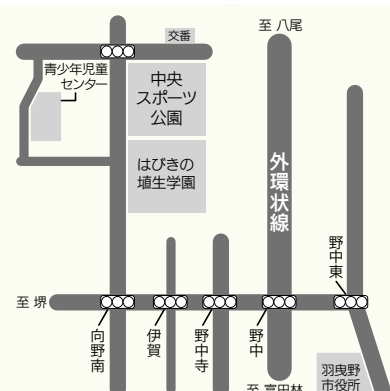 交番
至 八尾
青少年児童
センター
中央
スポーツ
公園
はびきの
埴生学園
外環状線
野中東
至 堺
向野南
伊賀
野中寺
野中
至 富田林
羽曳野
市役所